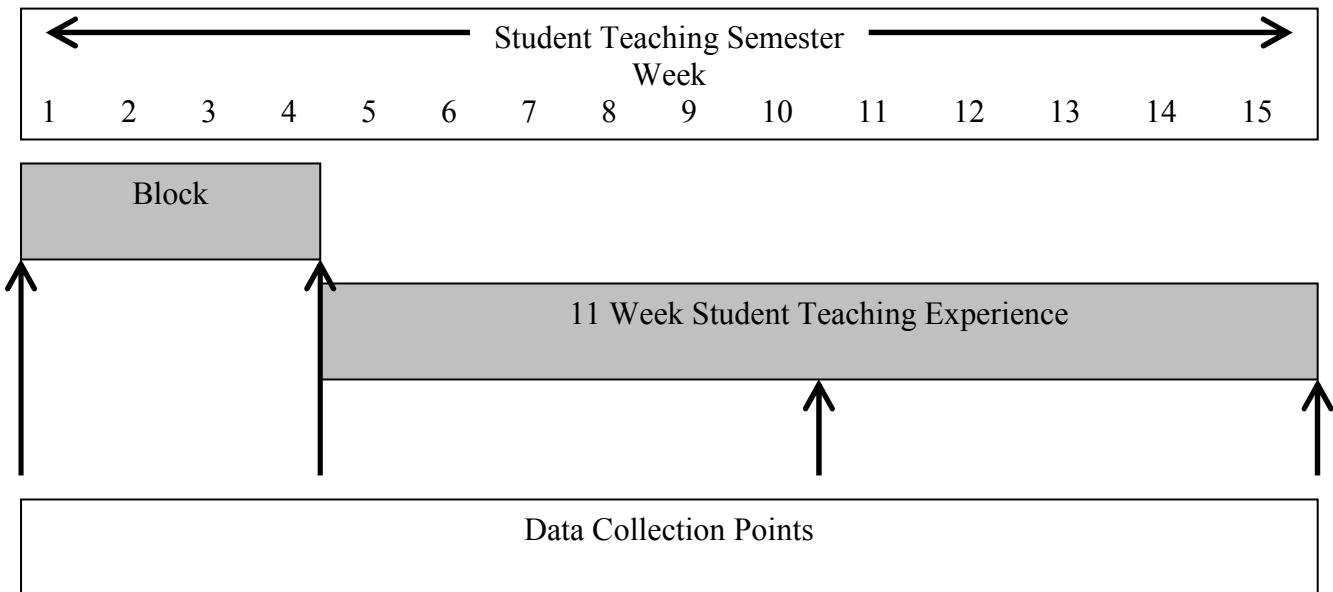 Student Teaching Semester
Week
1 2 3 4 5 6 7 8 9 10 11 12 13 14 15
Block
11 Week Student Teaching Experience
Data Collection Points